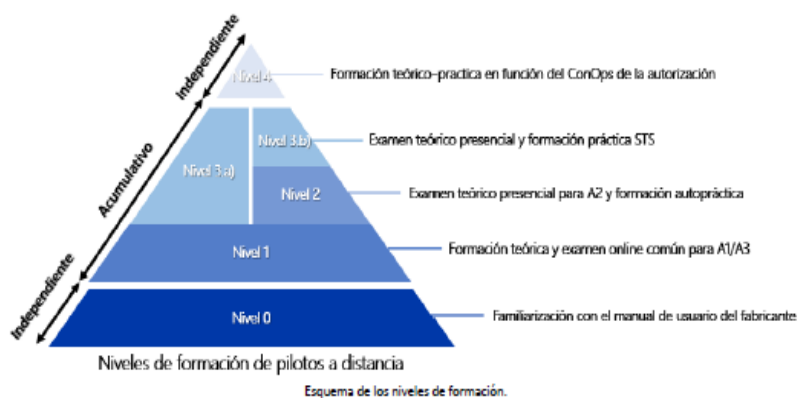 Independiente
Nivel 4
Formación teórico-practica en función del ConOps de la autorización
Acumulativo
Nivel 3.b)
Examen teórico presencial y formación práctica STS
Nivel 3.a)
Nivel 2
Examen teórico presencial para A2 y formación autopráctica
Nivel 1
Formación teórica y examen online común para A1/A3
Independiente
Nivel 0
Familiarización con el manual de usuario del fabricante
Niveles de formación de pilotos a distancia
Esquema de los niveles de formación.